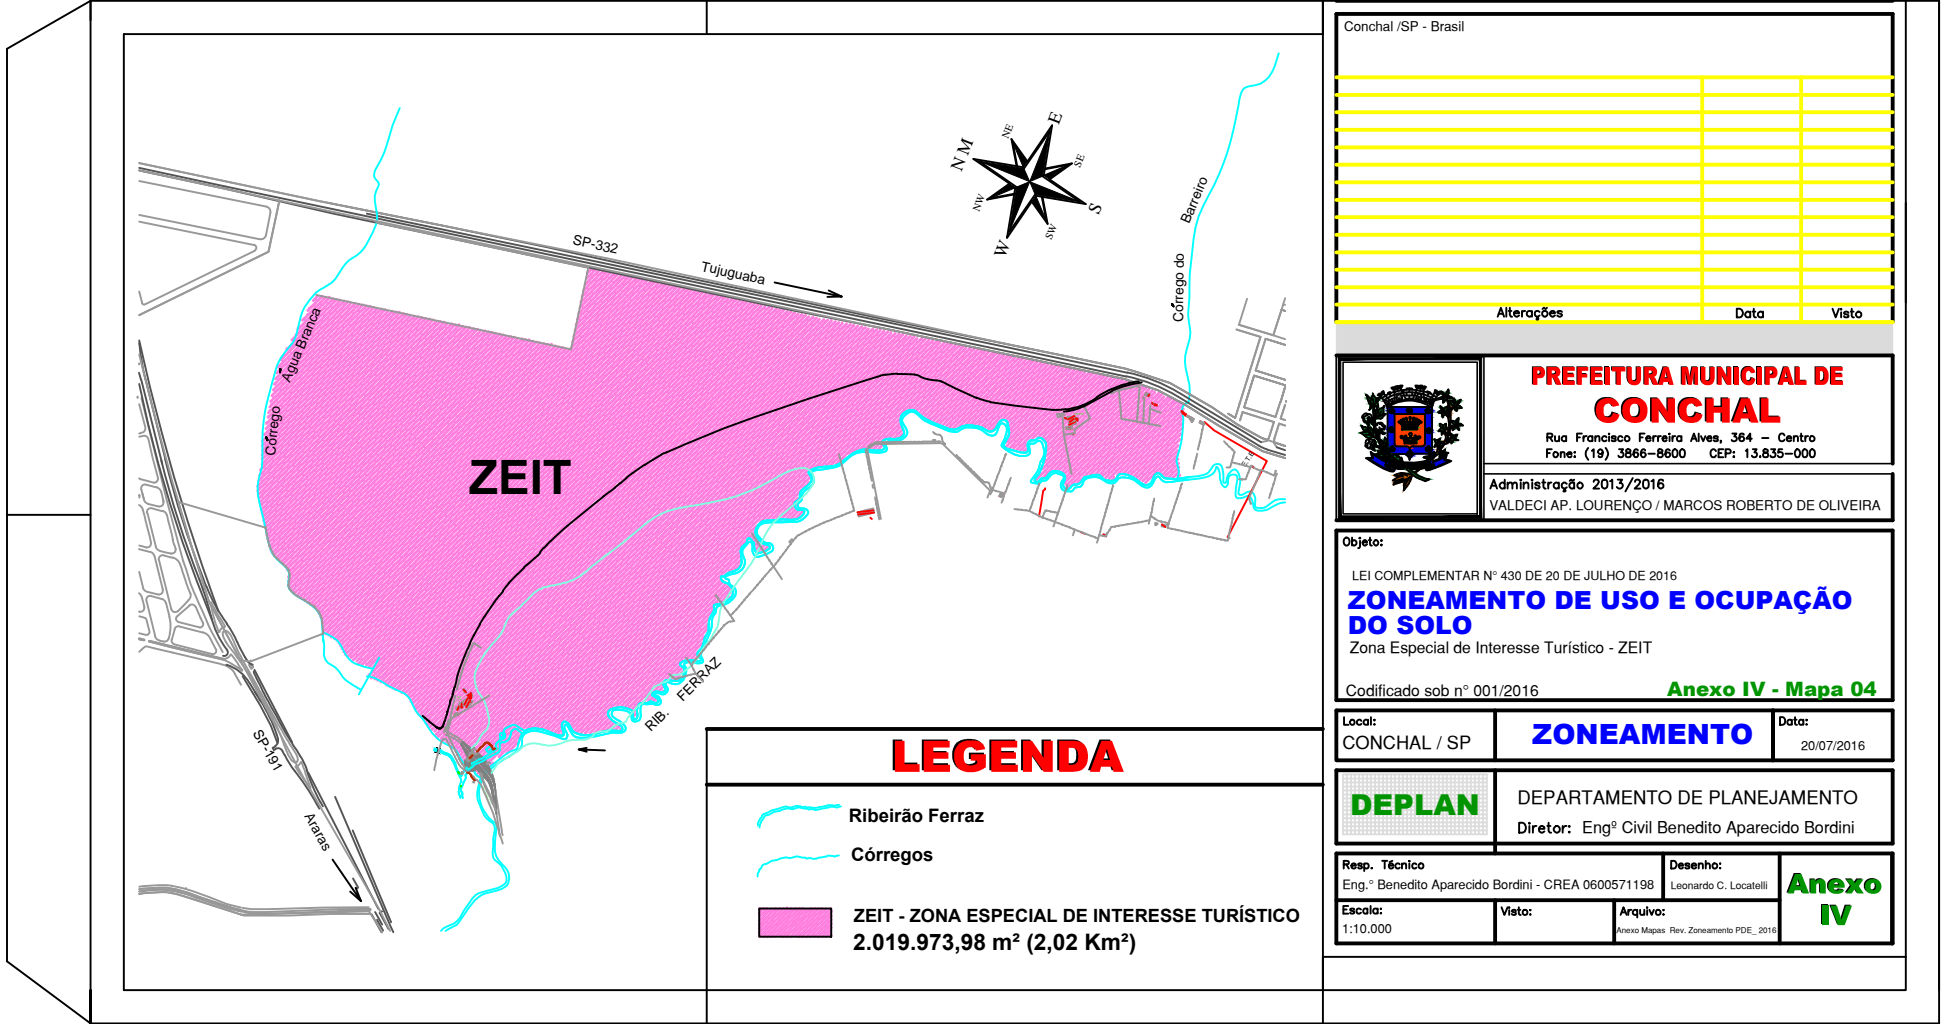 Conchal /SP - Brasil
Alterações Data Visto
PREFEITURA MUNICIPAL DE
CONCHAL
Rua Francisco Ferreira Alves, 364 - Centro
Fone: (19) 3866-8600 CEP: 13.835-000
Administração 2013/2016
VALDECI AP. LOURENÇO / MARCOS ROBERTO DE OLIVEIRA
Objeto:
LEI COMPLEMENTAR N° 430 DE 20 DE JULHO DE 2016
ZONEAMENTO DE USO E OCUPAÇÃO
DO SOLO
Zona Especial de Interesse Turístico - ZEIT
Codificado sob n° 001/2016
Anexo IV - Mapa 04
Local:
CONCHAL / SP
ZONEAMENTO
Data:
20/07/2016
DEPLAN
DEPARTAMENTO DE PLANEJAMENTO
Diretor: Engº Civil Benedito Aparecido Bordini
Resp. Técnico
Eng.° Benedito Aparecido Bordini - CREA 0600571198
Desenho:
Leonardo C. Locatelli
Anexo
IV
Escala:
1:10.000
Visto:
Arquivo:
Anexo Mapas Rev. Zoneamento PDE_ 2016
N M
NE
E
SE
S
SW
W
NW
SP-332
Tujuguaba
Córrego do Barreiro
Córrego Água Branca
ZEIT
RIB. FERRAZ
SP-191
Araras
LEGENDA
Ribeirão Ferraz
Córregos
ZEIT - ZONA ESPECIAL DE INTERESSE TURÍSTICO
2.019.973,98 m² (2,02 Km²)